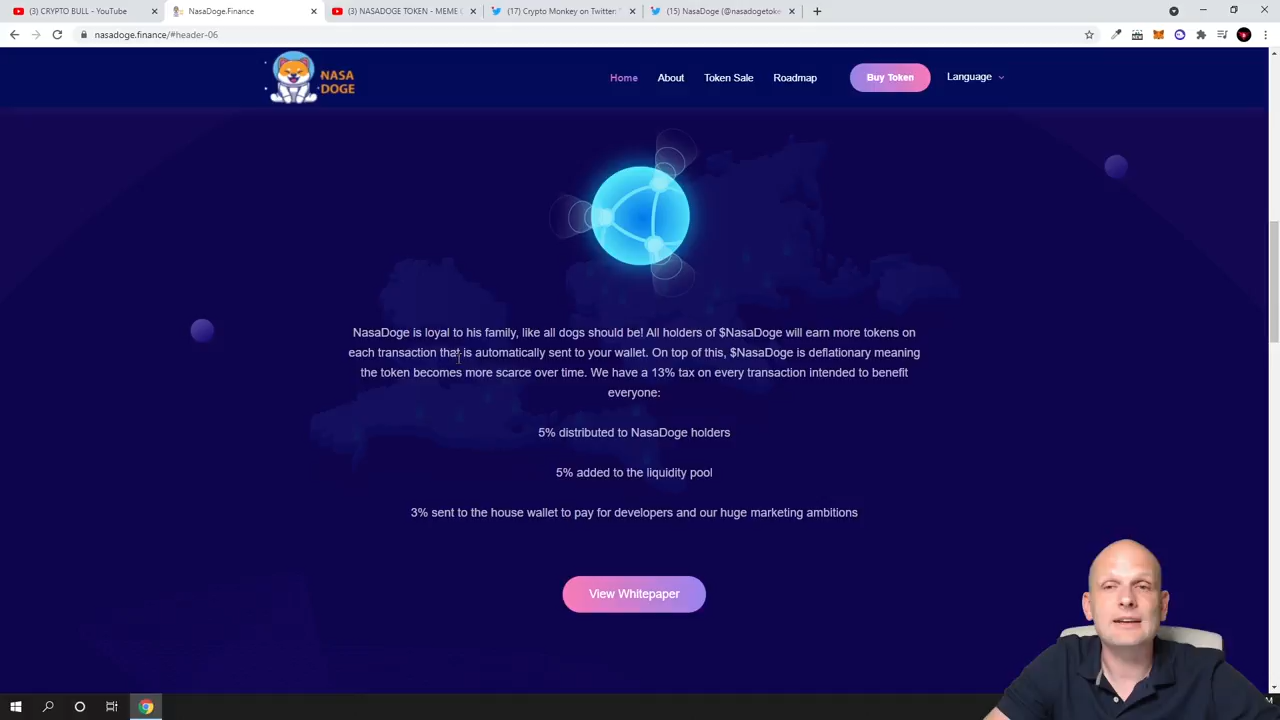 (3) CRYPTO BULL - YouTube
NasaDoge.Finance
(3) NASADOGE TOKEN - MEME
(17) Crypto Monkey on Twitter: "
(15) NasaDoge (@nasadogetoke
nasadoge.finance/#header-06
NASA
DOGE
Home
About
Token Sale
Roadmap
Buy Token
Language
NasaDoge is loyal to his family, like all dogs should be! All holders of $NasaDoge will earn more tokens on
each transaction that is automatically sent to your wallet. On top of this, $NasaDoge is deflationary meaning
the token becomes more scarce over time. We have a 13% tax on every transaction intended to benefit
everyone:
5% distributed to NasaDoge holders
5% added to the liquidity pool
3% sent to the house wallet to pay for developers and our huge marketing ambitions
View Whitepaper